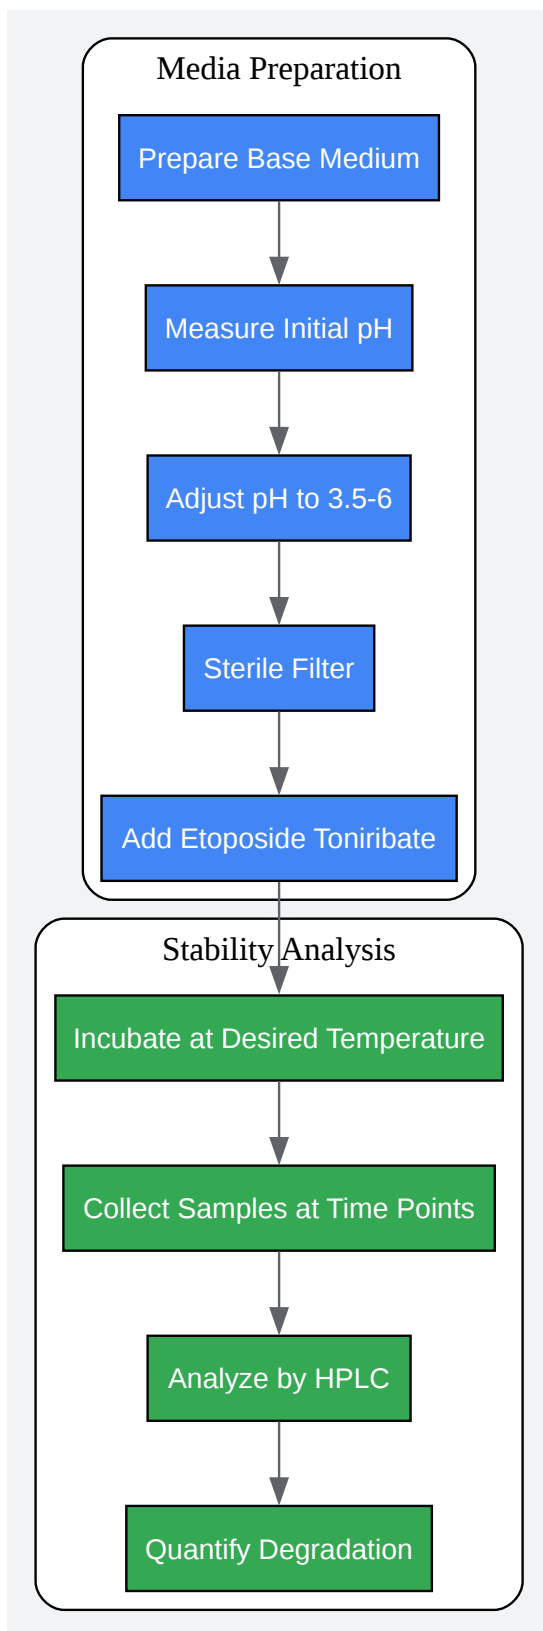 Media Preparation
Prepare Base Medium
Measure Initial pH
Adjust pH to 3.5-6
Sterile Filter
Add Etoposide Toniribate
Stability Analysis
Incubate at Desired Temperature
Collect Samples at Time Points
Analyze by HPLC
Quantify Degradation